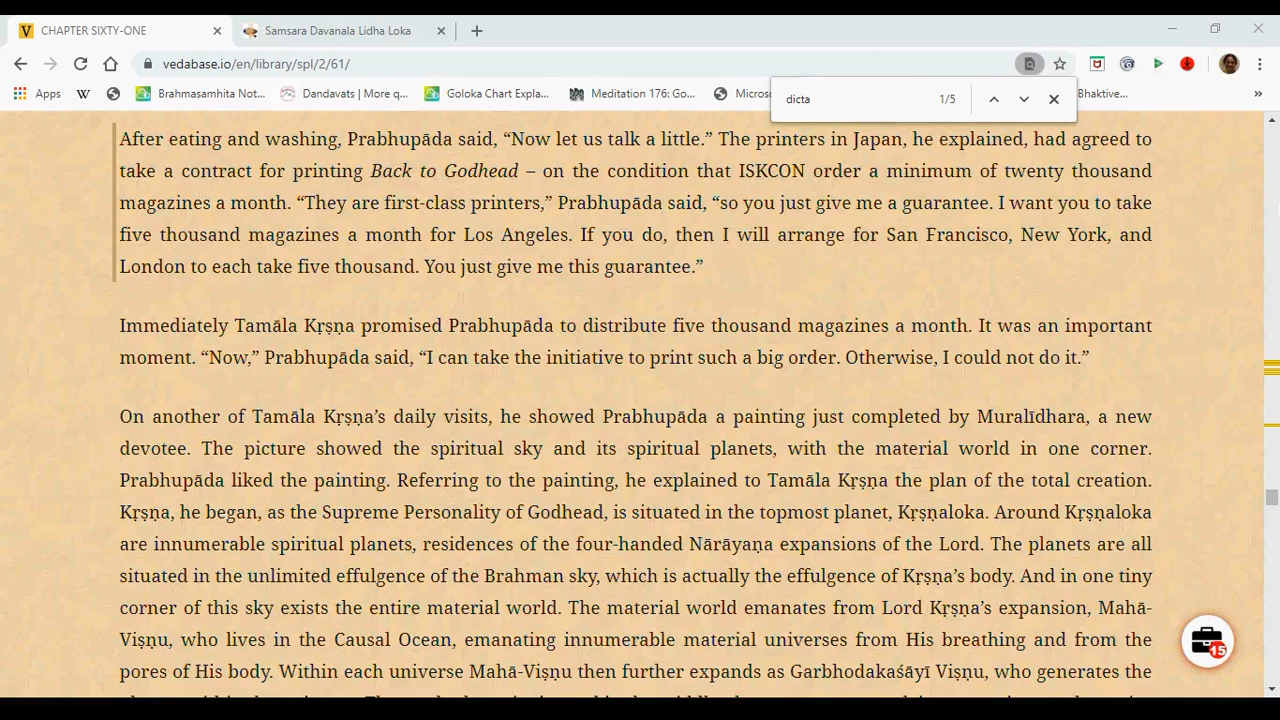 CHAPTER SIXTY-ONE
Samsara Davanala Lidha Loka
vedabase.io/en/library/spl/2/61/
Apps
Brahmasamhita Not...
Dandavats | More q...
Goloka Chart Expla...
Meditation 176: Go...
Microso
Bhaktive...
»
dicta 1/5
After eating and washing, Prabhupāda said, “Now let us talk a little.” The printers in Japan, he explained, had agreed to
take a contract for printing Back to Godhead – on the condition that ISKCON order a minimum of twenty thousand
magazines a month. “They are first-class printers,” Prabhupāda said, “so you just give me a guarantee. I want you to take
five thousand magazines a month for Los Angeles. If you do, then I will arrange for San Francisco, New York, and
London to each take five thousand. You just give me this guarantee.”
Immediately Tamāla Kṛṣṇa promised Prabhupāda to distribute five thousand magazines a month. It was an important
moment. “Now,” Prabhupāda said, “I can take the initiative to print such a big order. Otherwise, I could not do it.”
On another of Tamāla Kṛṣṇa’s daily visits, he showed Prabhupāda a painting just completed by Muralīdhara, a new
devotee. The picture showed the spiritual sky and its spiritual planets, with the material world in one corner.
Prabhupāda liked the painting. Referring to the painting, he explained to Tamāla Kṛṣṇa the plan of the total creation.
Kṛṣṇa, he began, as the Supreme Personality of Godhead, is situated in the topmost planet, Kṛṣṇaloka. Around Kṛṣṇaloka
are innumerable spiritual planets, residences of the four-handed Nārāyaṇa expansions of the Lord. The planets are all
situated in the unlimited effulgence of the Brahman sky, which is actually the effulgence of Kṛṣṇa’s body. And in one tiny
corner of this sky exists the entire material world. The material world emanates from Lord Kṛṣṇa’s expansion, Mahā-
Viṣṇu, who lives in the Causal Ocean, emanating innumerable material universes from His breathing and from the
pores of His body. Within each universe Mahā-Viṣṇu then further expands as Garbhodakaśāyī Viṣṇu, who generates the
15